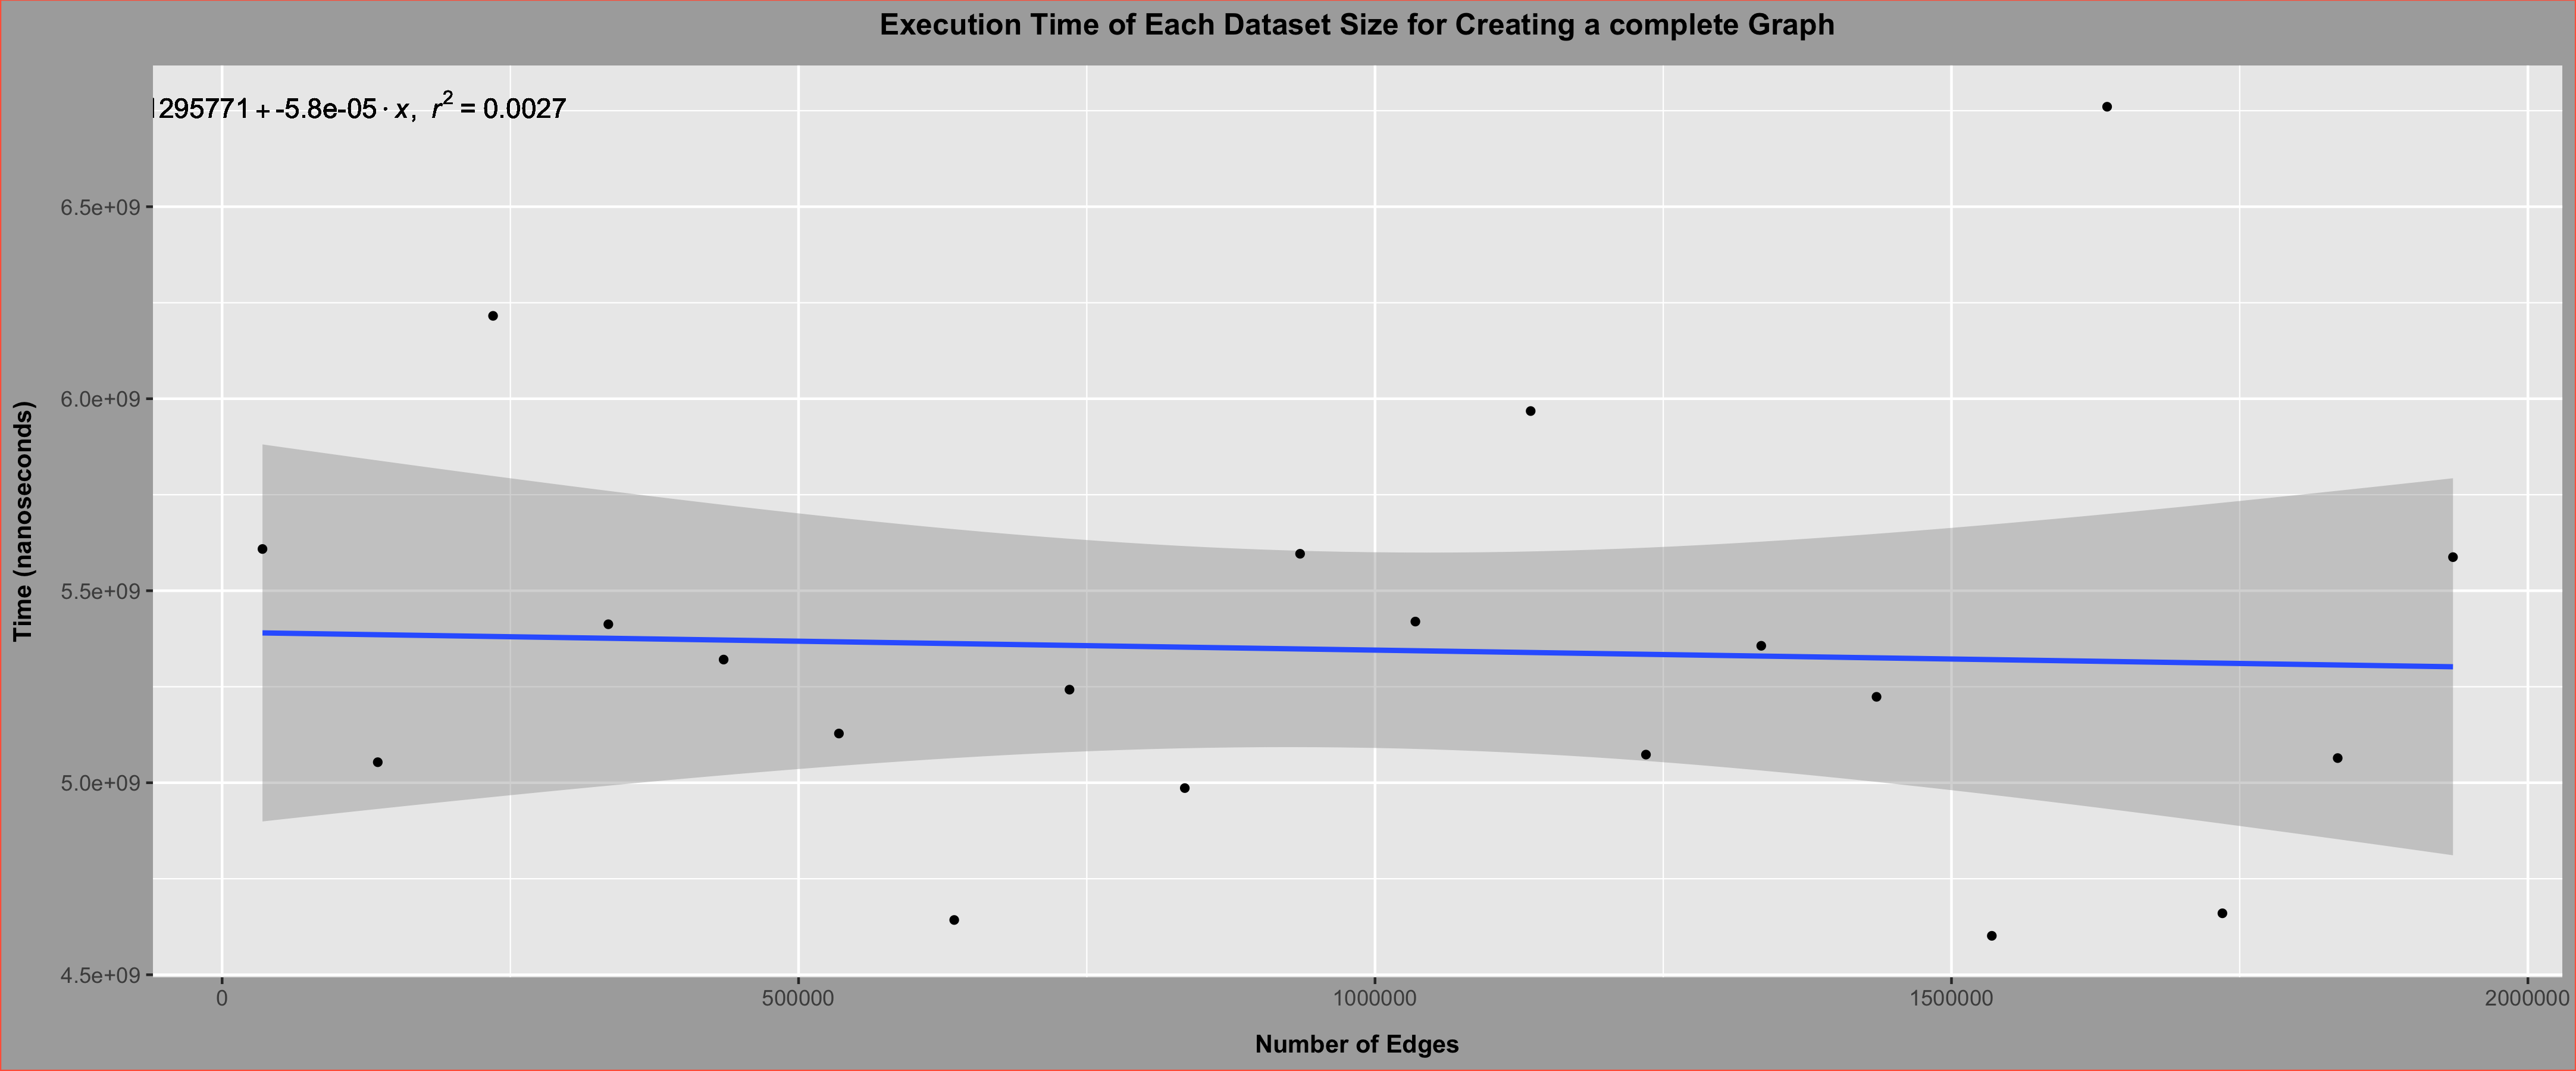 Execution Time of Each Dataset Size for Creating a complete Graph
295771 + -5.8e-05 · x, r² = 0.0027
6.5e+09
6.0e+09
5.5e+09
5.0e+09
4.5e+09
Time (nanoseconds)
0 500000 1000000 1500000 2000000
Number of Edges